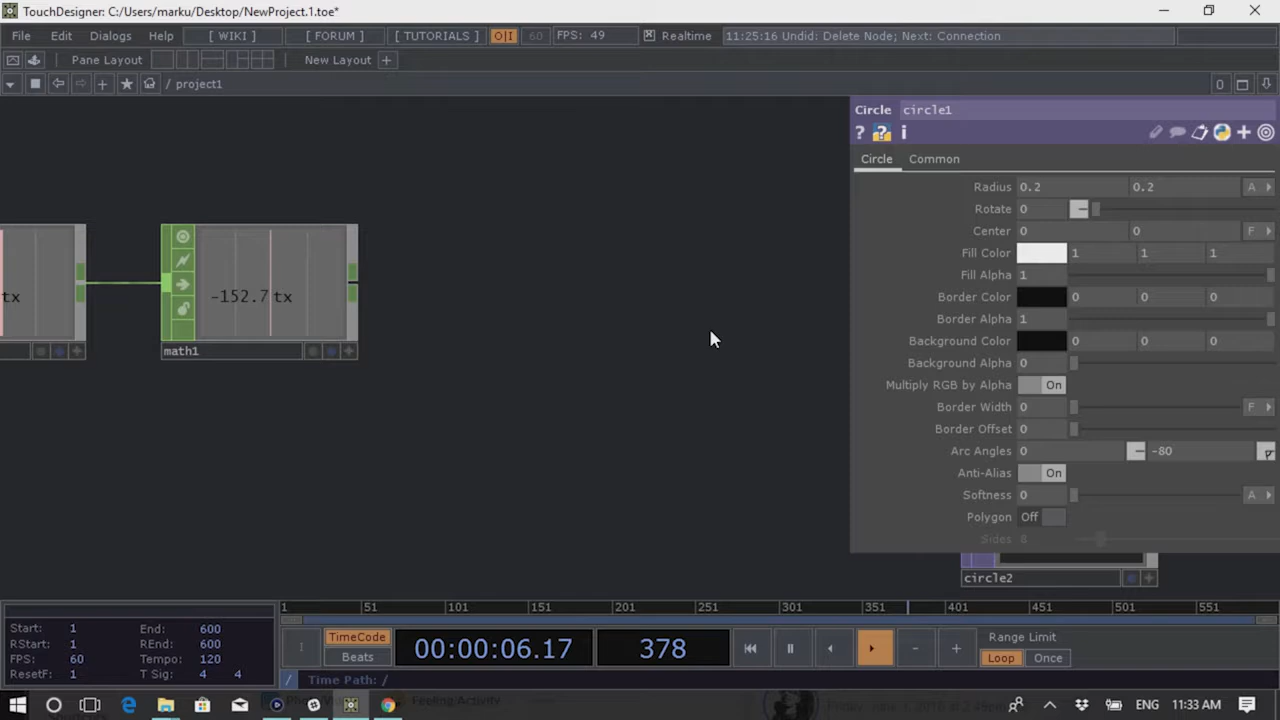 TouchDesigner: C:/Users/marku/Desktop/NewProject.1.toe*
File Edit Dialogs Help [ WIKI ] [ FORUM ] [ TUTORIALS ] O|I 60 FPS: 49 Realtime 11:25:16 Undid: Delete Node; Next: Connection
Pane Layout New Layout +
/ project1 0
Circle circle1
? ? i
Circle Common
Radius 0.2 0.2 A
Rotate 0
Center 0 0 F
Fill Color 1 1 1
Fill Alpha 1
Border Color 0 0 0
Border Alpha 1
Background Color 0 0 0
Background Alpha 0
Multiply RGB by Alpha On
Border Width 0 F
Border Offset 0
Arc Angles 0 -80
Anti-Alias On
Softness 0 A
Polygon Off
Sides 8
tx
-152.7 tx
math1
circle2
1 51 101 151 201 251 301 351 401 451 501 551
Start: 1 End: 600
RStart: 1 REnd: 600
FPS: 60 Tempo: 120
ResetF: 1 T Sig: 4 4
TimeCode
Beats
00:00:06.17 378
Range Limit
Loop Once
/ Time Path: /
Feeling/Activity
ENG 11:33 AM